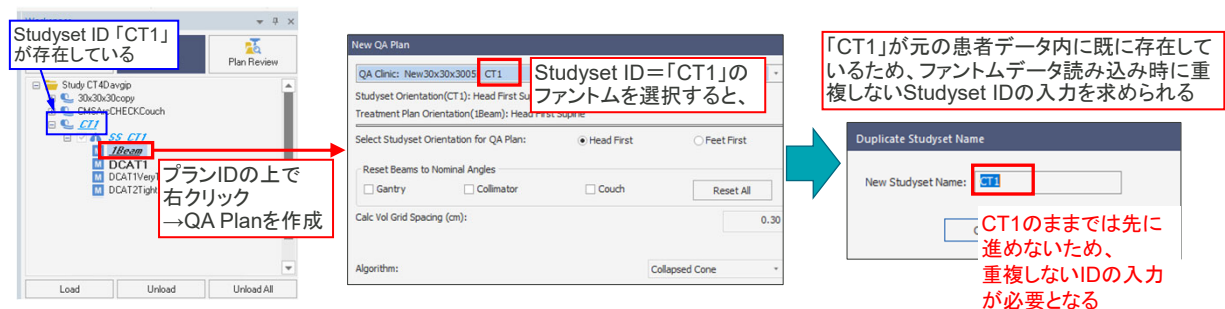 Studyset ID「CT1」
が存在している
Plan Review
Study CT4Davgip
30x30x30copy
CMSArcCHECKCouch
CT1
SS_CT1
1Beam
DCAT1
DCAT1VeryT
DCAT2Tight
プランIDの上で
右クリック
→QA Planを作成
Load
Unload
Unload All
New QA Plan
QA Clinic: New30x30x3005, CT1
Studyset Orientation(CT1): Head First Su
Treatment Plan Orientation(1Beam): Head First Supine
Studyset ID=「CT1」の
ファントムを選択すると、
Select Studyset Orientation for QA Plan:
Head First
Feet First
Reset Beams to Nominal Angles
Gantry
Collimator
Couch
Reset All
Calc Vol Grid Spacing (cm):
0.30
Algorithm:
Collapsed Cone
「CT1」が元の患者データ内に既に存在して
いるため、ファントムデータ読み込み時に重
複しないStudyset IDの入力を求められる
Duplicate Studyset Name
New Studyset Name:
CT1
CT1のままでは先に
進めないため、
重複しないIDの入力
が必要となる